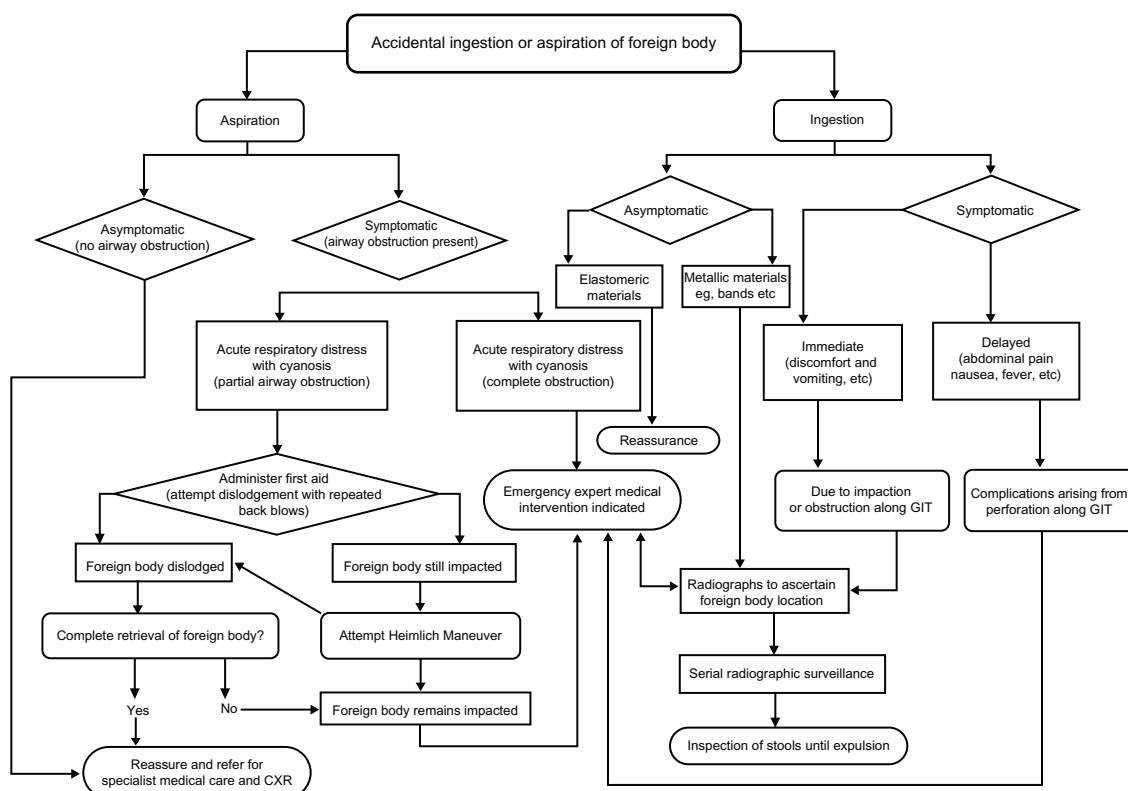 Accidental ingestion or aspiration of foreign body
Aspiration
Ingestion
Asymptomatic
(no airway obstruction)
Symptomatic
(airway obstruction present)
Asymptomatic
Symptomatic
Elastomeric
materials
Metallic materials
eg, bands etc
Acute respiratory distress
with cyanosis
(partial airway obstruction)
Acute respiratory distress
with cyanosis
(complete obstruction)
Immediate
(discomfort and
vomiting, etc)
Delayed
(abdominal pain
nausea, fever, etc)
Reassurance
Administer first aid
(attempt dislodgement with repeated
back blows)
Emergency expert medical
intervention indicated
Due to impaction
or obstruction along GIT
Complications arising from
perforation along GIT
Foreign body dislodged
Foreign body still impacted
Radiographs to ascertain
foreign body location
Complete retrieval of foreign body?
Attempt Heimlich Maneuver
Serial radiographic surveillance
Yes
No
Foreign body remains impacted
Inspection of stools until expulsion
Reassure and refer for
specialist medical care and CXR